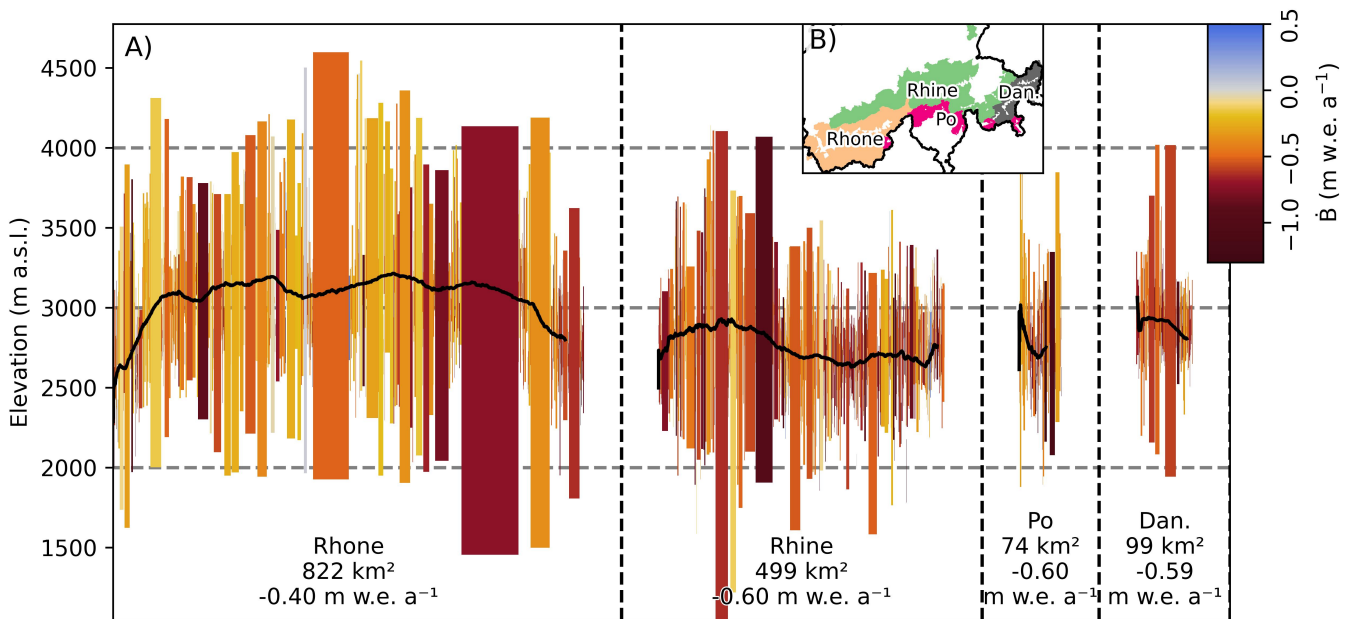 A)
B)
Rhine
Dan.
Po
Rhone
4500
4000
3500
3000
2500
2000
1500
Elevation (m a.s.l.)
0.5
0.0
−0.5
−1.0
Ḃ (m w.e. a⁻¹)
Rhone
822 km²
-0.40 m w.e. a⁻¹
Rhine
499 km²
-0.60 m w.e. a⁻¹
Po
74 km²
-0.60
m w.e. a⁻¹
Dan.
99 km²
-0.59
m w.e. a⁻¹